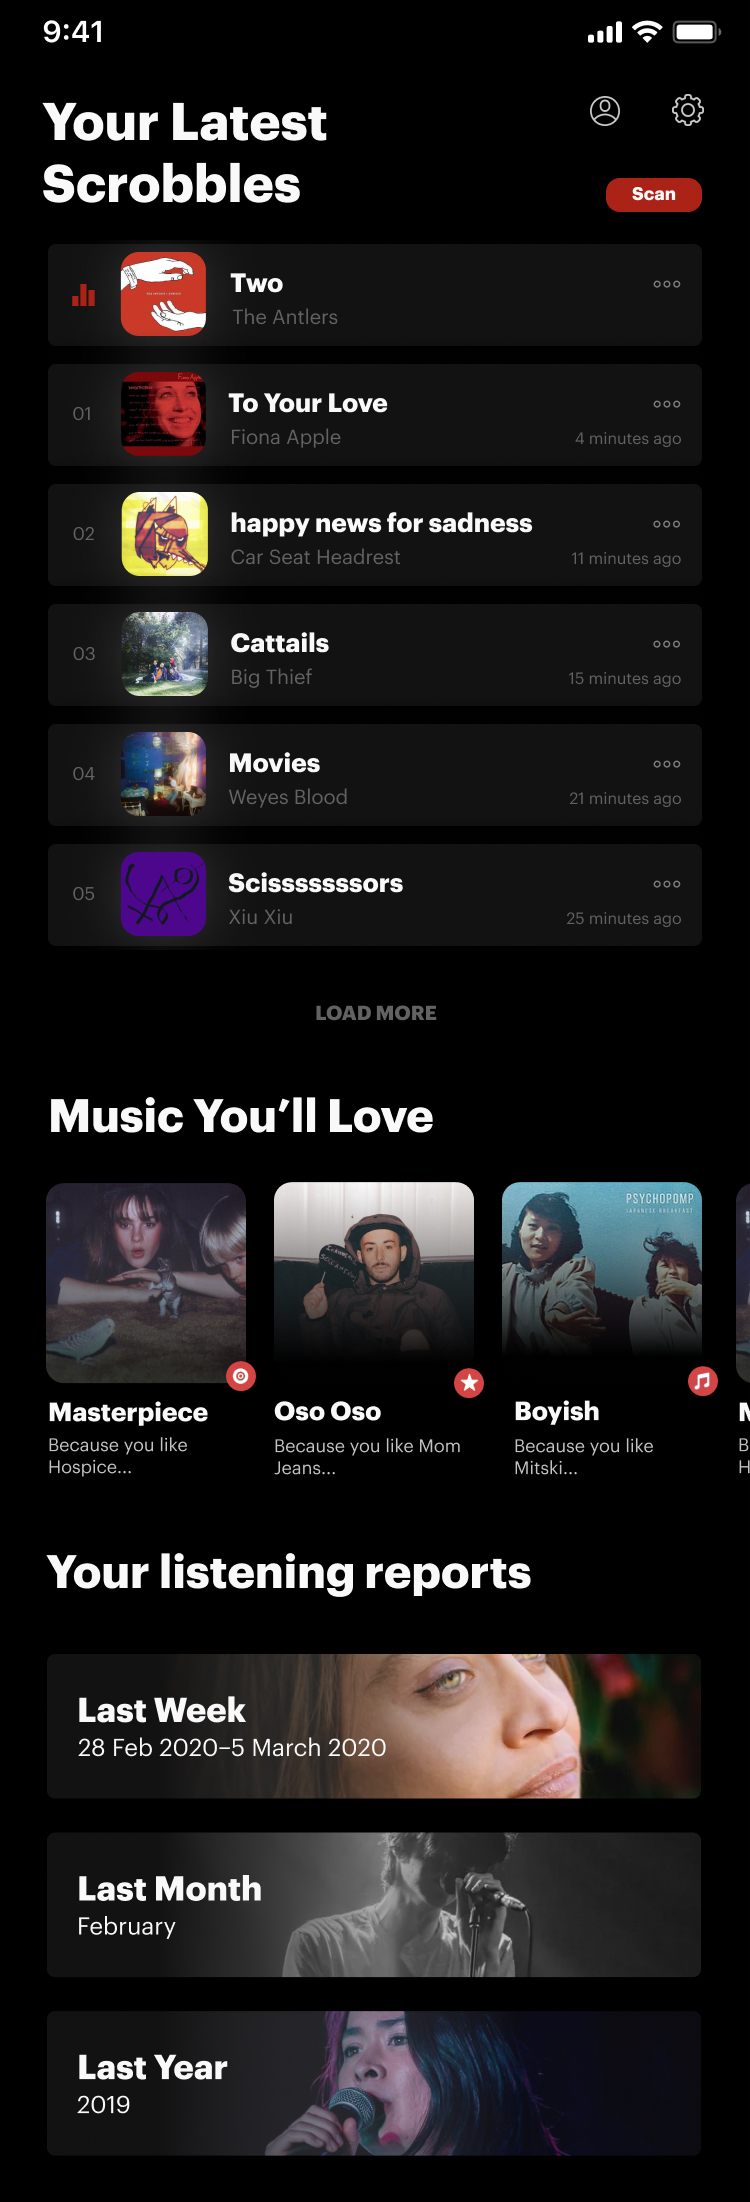 9:41
Your Latest
Scrobbles
Scan
Two
The Antlers
01
To Your Love
Fiona Apple
4 minutes ago
02
happy news for sadness
Car Seat Headrest
11 minutes ago
03
Cattails
Big Thief
15 minutes ago
04
Movies
Weyes Blood
21 minutes ago
05
Scisssssssors
Xiu Xiu
25 minutes ago
LOAD MORE
Music You’ll Love
PSYCHOPOMP
JAPANESE BREAKFAST
Masterpiece
Because you like
Hospice...
Oso Oso
Because you like Mom
Jeans...
Boyish
Because you like
Mitski...
M
B
H
Your listening reports
Last Week
28 Feb 2020–5 March 2020
Last Month
February
Last Year
2019